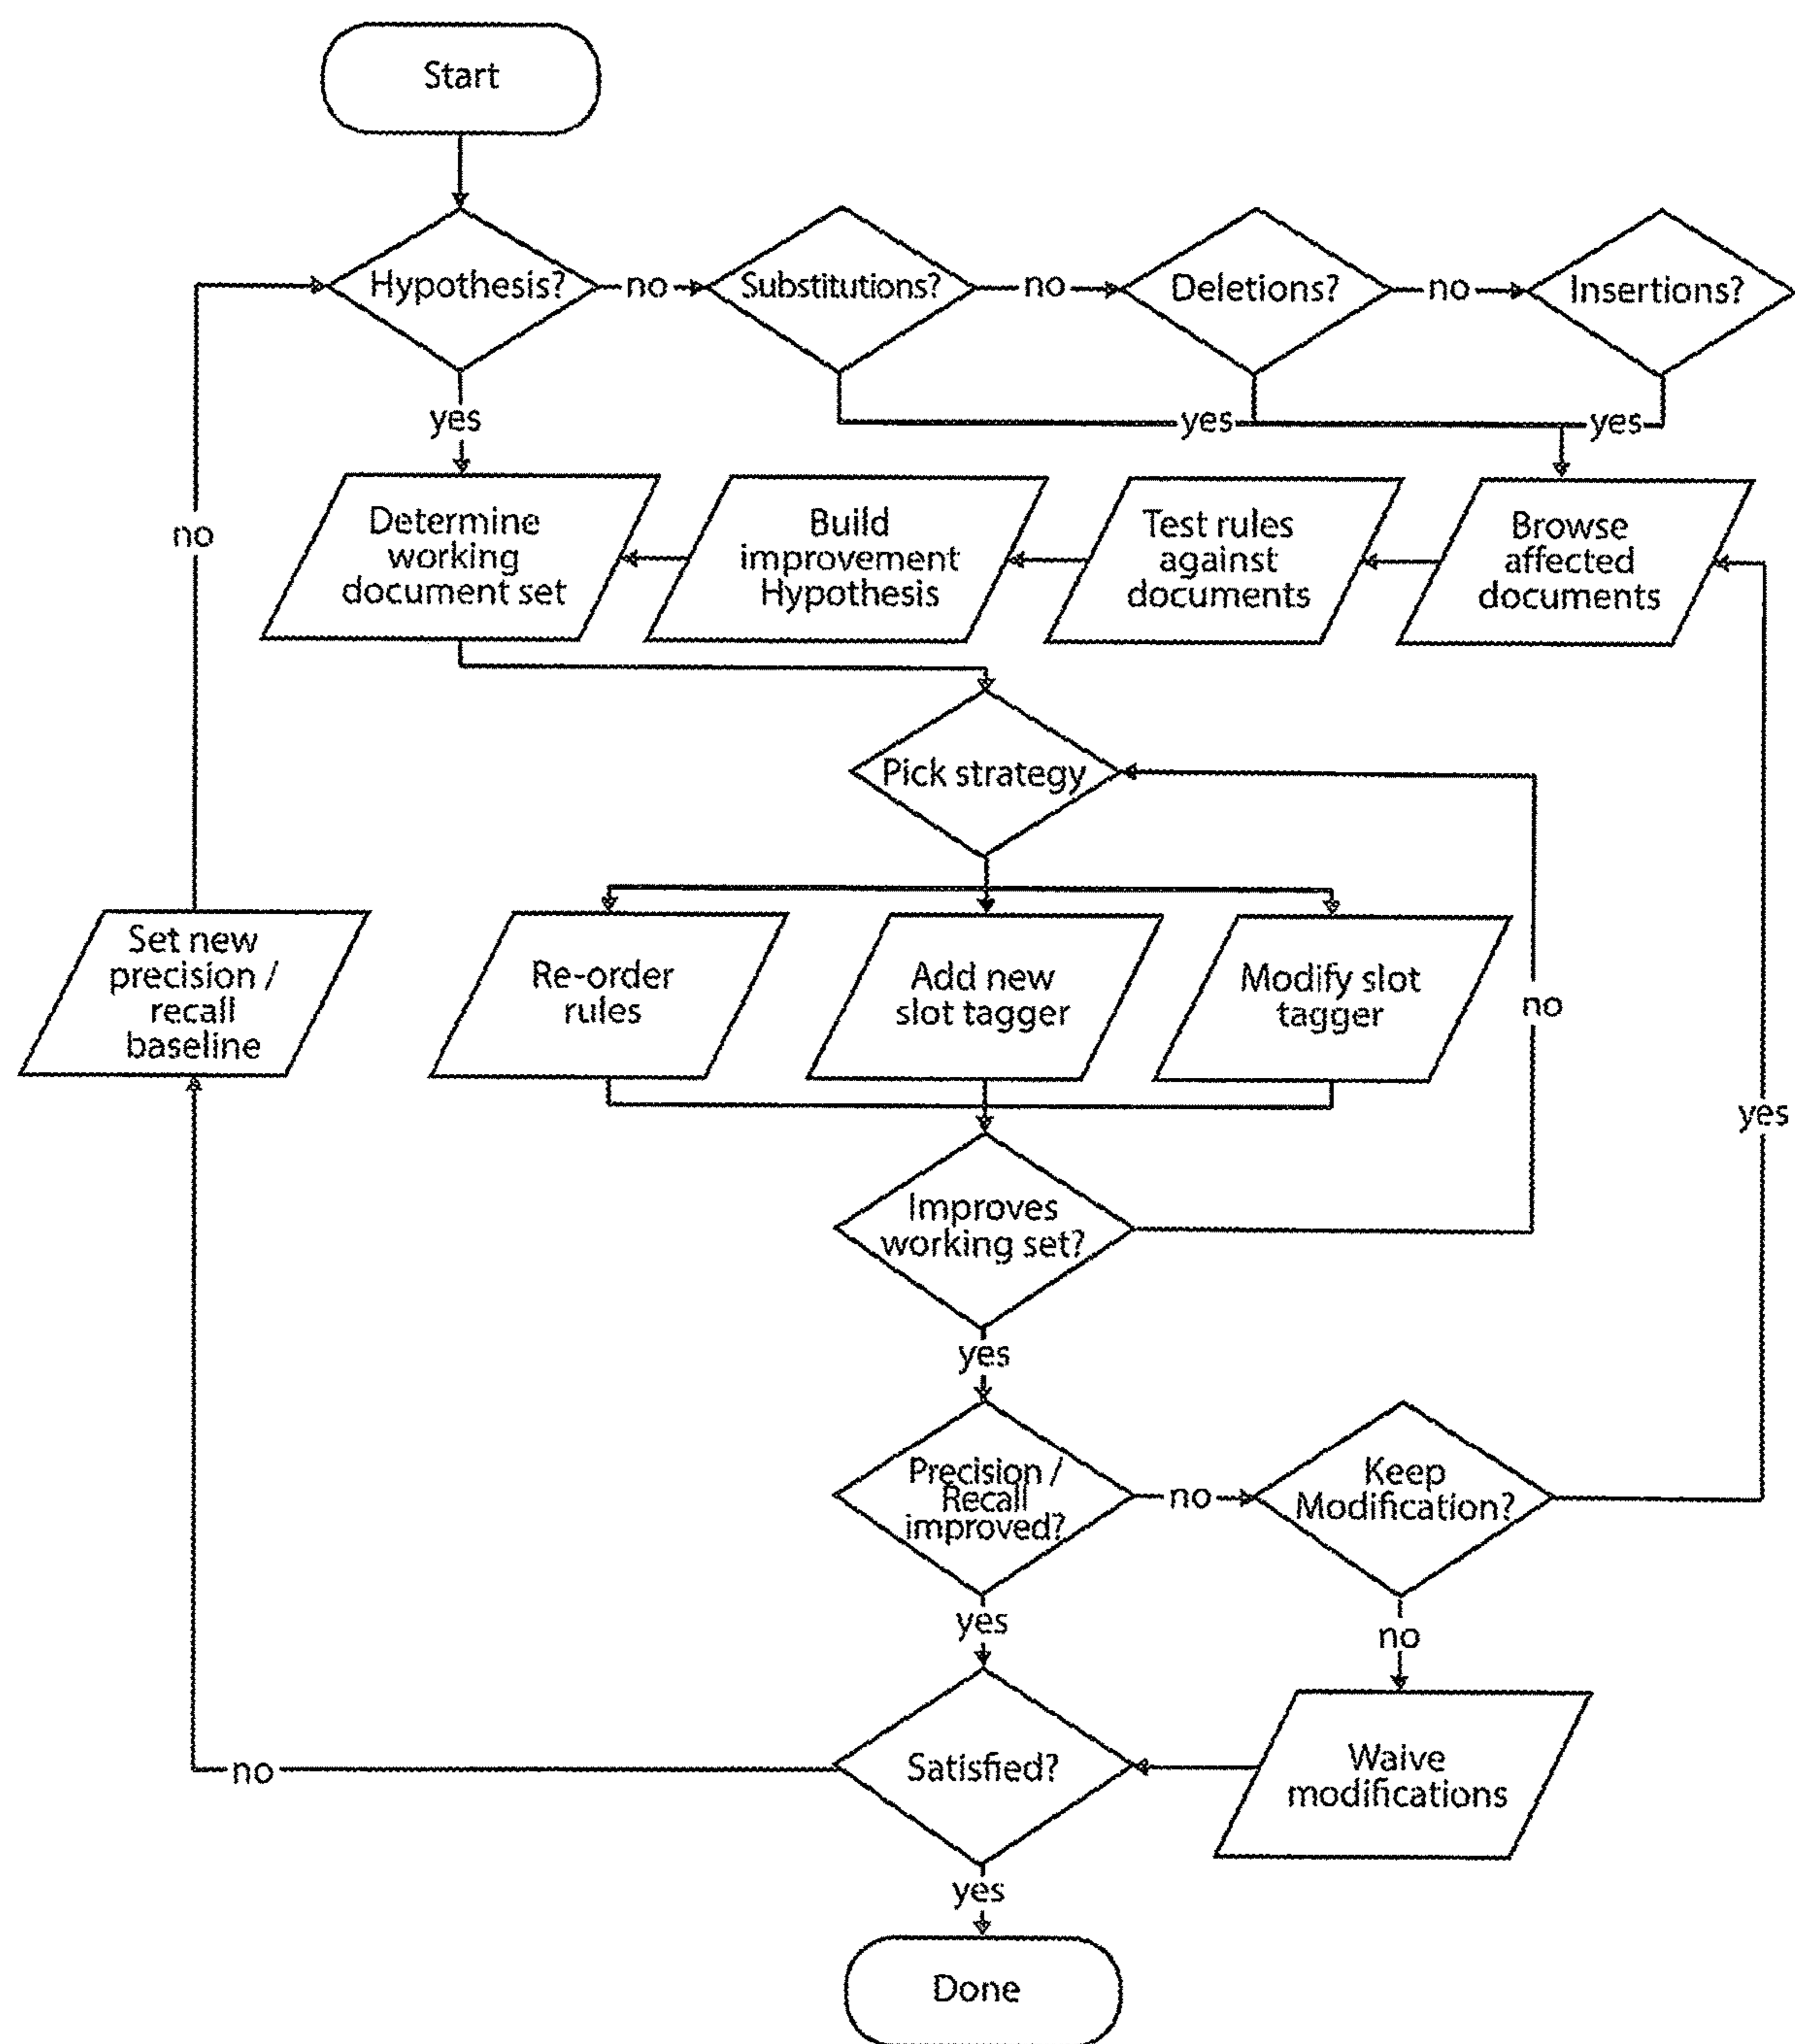 Start
Hypothesis?
no
Substitutions?
no
Deletions?
no
Insertions?
yes
yes
yes
no
Determine
working
document set
Build
improvement
Hypothesis
Test rules
against
documents
Browse
affected
documents
Pick strategy
Set new
precision /
recall
baseline
Re-order
rules
Add new
slot tagger
Modify slot
tagger
no
yes
Improves
working set?
yes
Precision /
Recall
improved?
no
Keep
Modification?
yes
no
Satisfied?
Waive
modifications
no
yes
Done